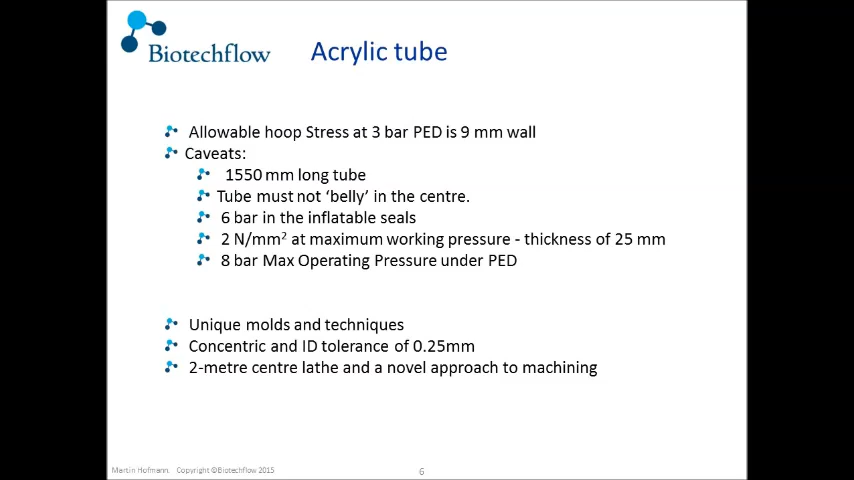 Biotechflow
Acrylic tube
Allowable hoop Stress at 3 bar PED is 9 mm wall
Caveats:
1550 mm long tube
Tube must not ‘belly’ in the centre.
6 bar in the inflatable seals
2 N/mm² at maximum working pressure - thickness of 25 mm
8 bar Max Operating Pressure under PED
Unique molds and techniques
Concentric and ID tolerance of 0.25mm
2-metre centre lathe and a novel approach to machining
Martin Hofmann. Copyright ©Biotechflow 2015
6